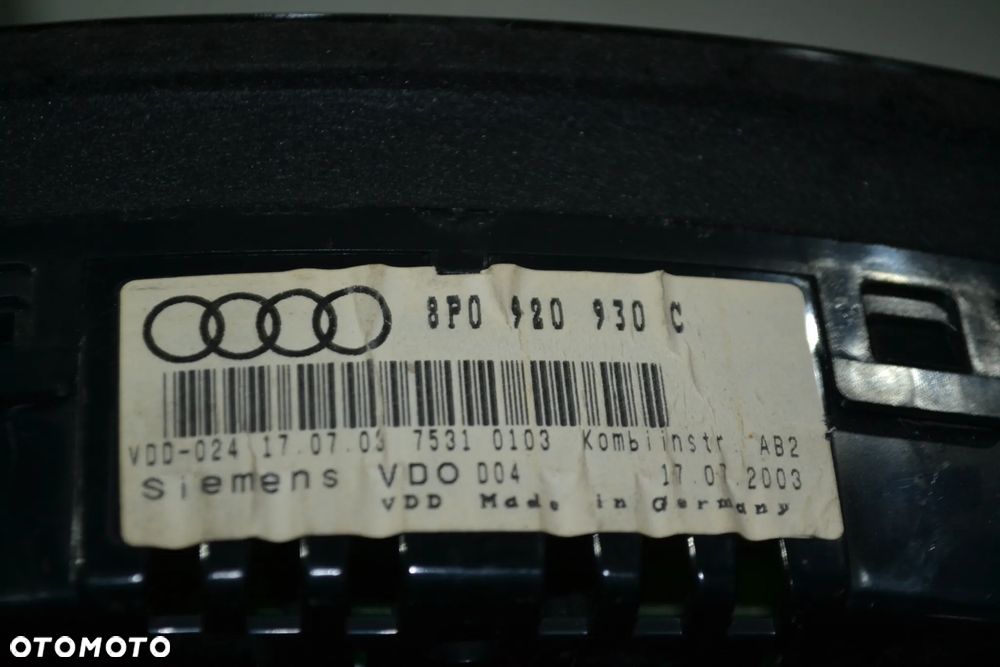 8P0 920 930 C
VDD-024 17.07.03 7531 0103 Kombiinstr. AB2
Siemens VDO 004 17.07.2003
VDD Made in Germany
OTOMOTO